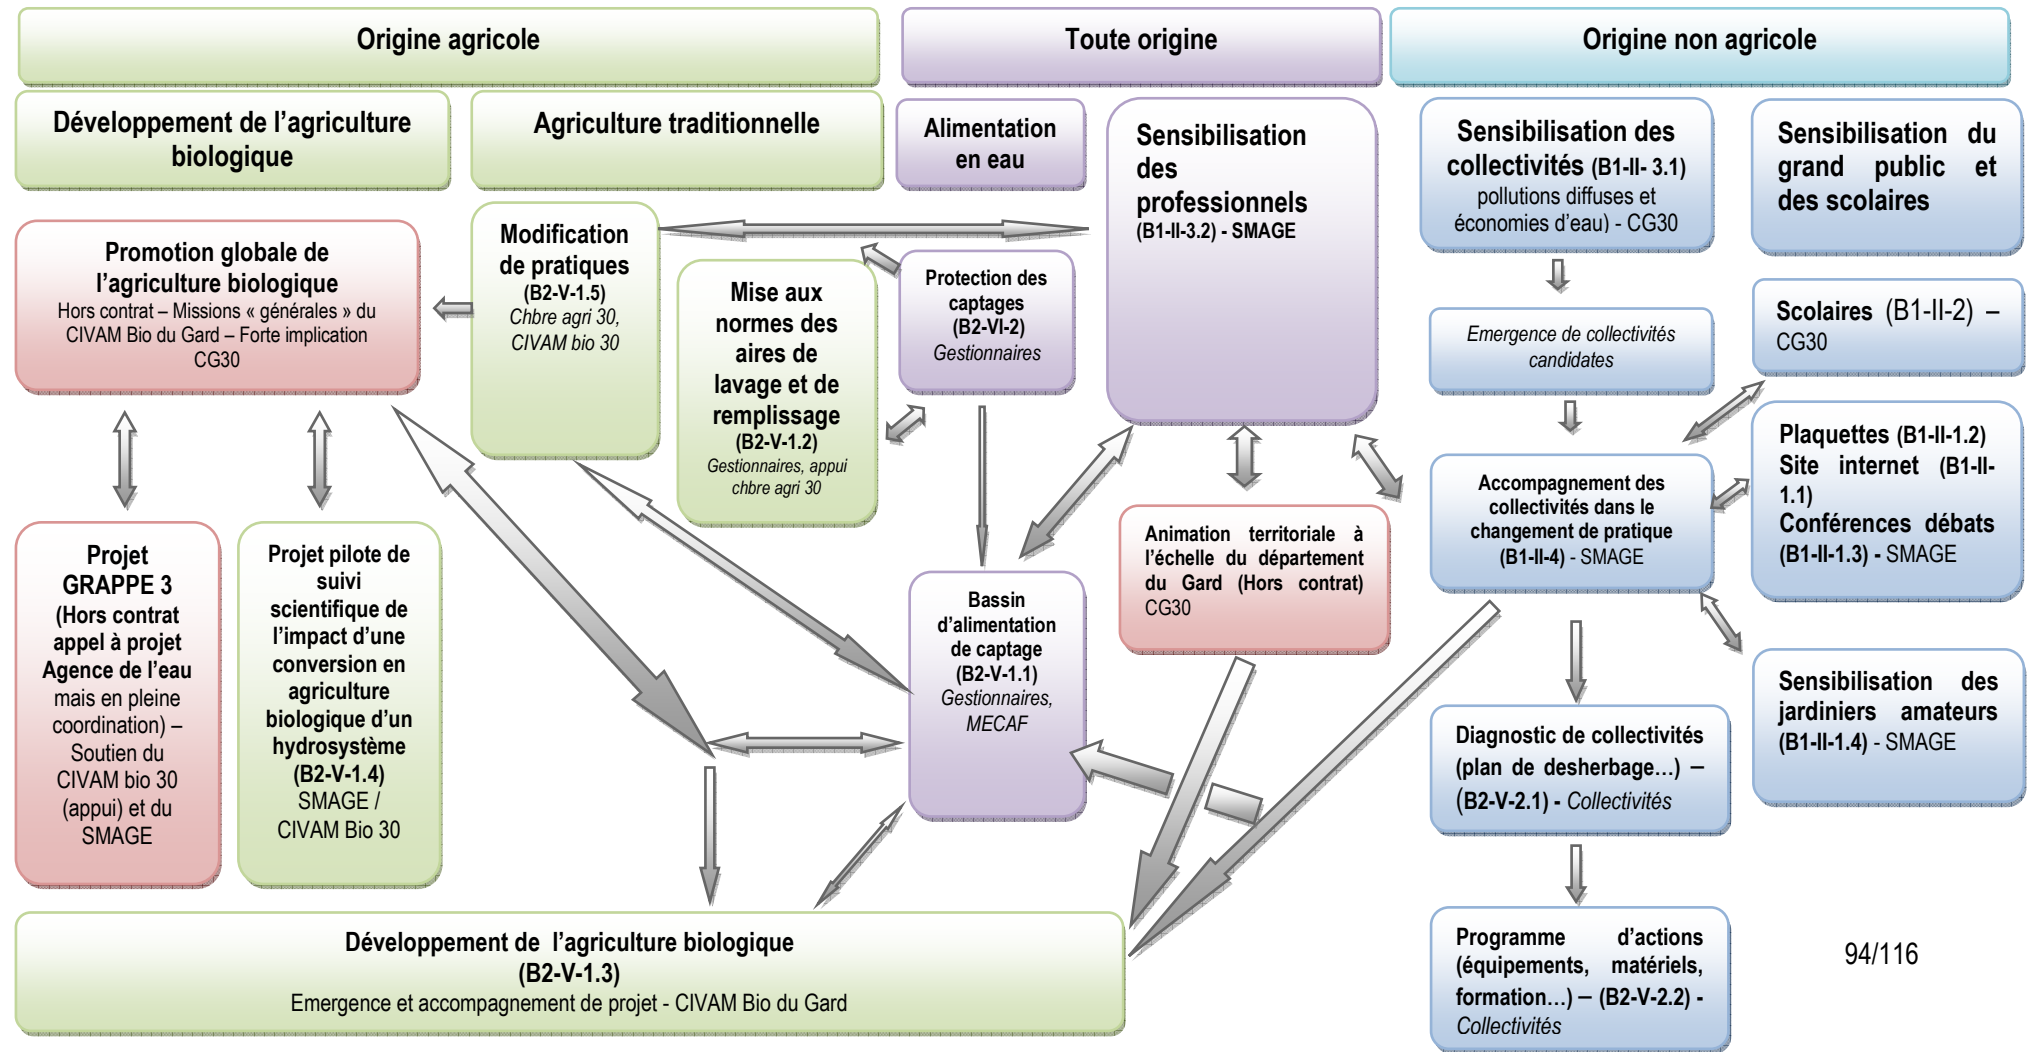 Origine agricole
Toute origine
Origine non agricole
Développement de l'agriculture
biologique
Agriculture traditionnelle
Alimentation
en eau
Sensibilisation
des
professionnels
(B1-II-3.2) - SMAGE
Sensibilisation des
collectivités (B1-II- 3.1)
pollutions diffuses et
économies d'eau) - CG30
Sensibilisation du
grand public et
des scolaires
Promotion globale de
l'agriculture biologique
Hors contrat – Missions « générales » du
CIVAM Bio du Gard – Forte implication
CG30
Modification
de pratiques
(B2-V-1.5)
Chbre agri 30,
CIVAM bio 30
Mise aux
normes des
aires de
lavage et de
remplissage
(B2-V-1.2)
Gestionnaires, appui
chbre agri 30
Protection des
captages
(B2-VI-2)
Gestionnaires
Emergence de collectivités
candidates
Scolaires (B1-II-2) –
CG30
Plaquettes (B1-II-1.2)
Site internet (B1-II-
1.1)
Conférences débats
(B1-II-1.3) - SMAGE
Accompagnement des
collectivités dans le
changement de pratique
(B1-II-4) - SMAGE
Projet
GRAPPE 3
(Hors contrat
appel à projet
Agence de l'eau
mais en pleine
coordination) –
Soutien du
CIVAM bio 30
(appui) et du
SMAGE
Projet pilote de
suivi
scientifique de
l'impact d'une
conversion en
agriculture
biologique d'un
hydrosystème
(B2-V-1.4)
SMAGE /
CIVAM Bio 30
Bassin
d'alimentation
de captage
(B2-V-1.1)
Gestionnaires,
MECAF
Animation territoriale à
l'échelle du département
du Gard (Hors contrat)
CG30
Sensibilisation des
jardiniers amateurs
(B1-II-1.4) - SMAGE
Diagnostic de collectivités
(plan de desherbage…) –
(B2-V-2.1) - Collectivités
Développement de l'agriculture biologique
(B2-V-1.3)
Emergence et accompagnement de projet - CIVAM Bio du Gard
Programme d'actions
(équipements, matériels,
formation…) – (B2-V-2.2) -
Collectivités
94/116